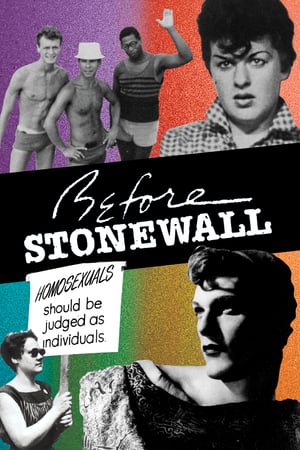 Before
STONEWALL
HOMOSEXUALS
should be
judged as
individuals.